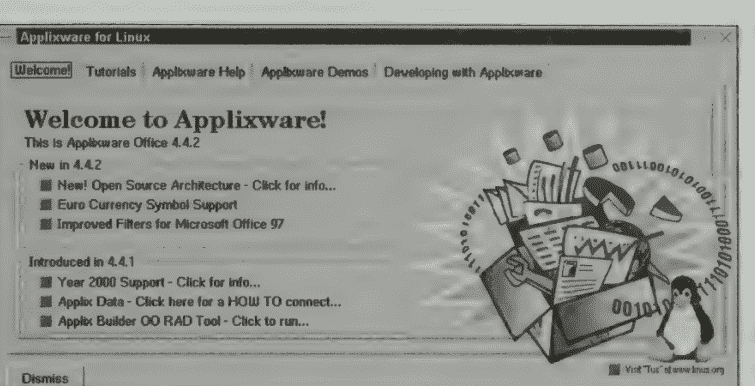 Applixware for Linux
Welcome! Tutorials Applixware Help Applixware Demos Developing with Applixware
Welcome to Applixware!
This is Applixware Office 4.4.2
New in 4.4.2
New! Open Source Architecture - Click for info...
Euro Currency Symbol Support
Improved Filters for Microsoft Office 97
Introduced in 4.4.1
Year 2000 Support - Click for info...
Applix Data - Click here for a HOW TO connect...
Applix Builder OO RAD Tool - Click to run...
Visit "Tux" at www.linux.org
Dismiss